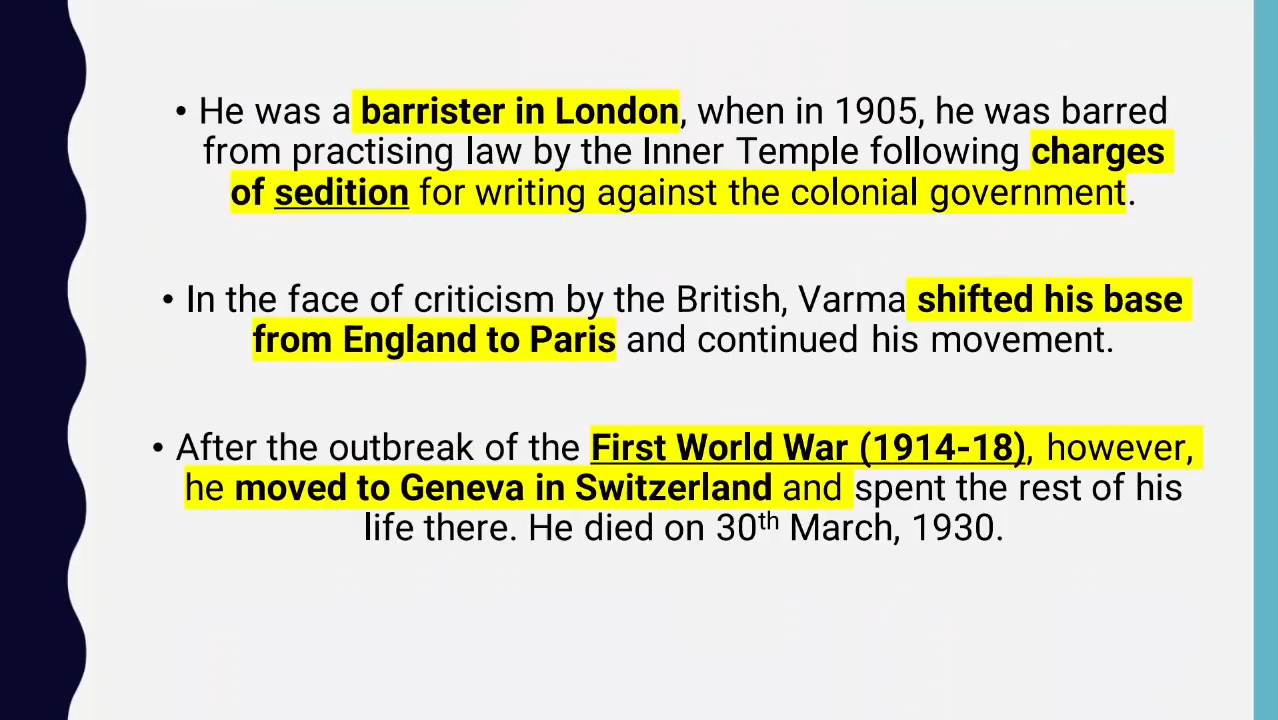 • He was a barrister in London, when in 1905, he was barred
from practising law by the Inner Temple following charges
of sedition for writing against the colonial government.
• In the face of criticism by the British, Varma shifted his base
from England to Paris and continued his movement.
• After the outbreak of the First World War (1914-18), however,
he moved to Geneva in Switzerland and spent the rest of his
life there. He died on 30th March, 1930.